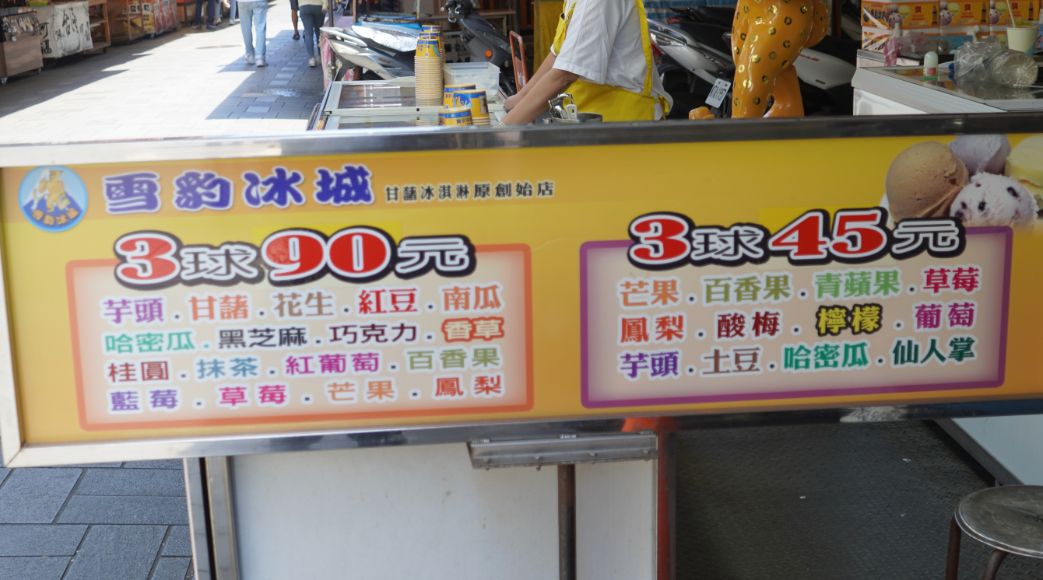 雪豹冰城 甘藷冰淇淋原創始店
3球90元
芋頭.甘藷.花生.紅豆.南瓜
哈密瓜.黑芝麻.巧克力.香草
桂圓.抹茶.紅葡萄.百香果
藍莓.草莓.芒果.鳳梨
3球45元
芒果.百香果.青蘋果.草莓
鳳梨.酸梅.檸檬.葡萄
芋頭.土豆.哈密瓜.仙人掌